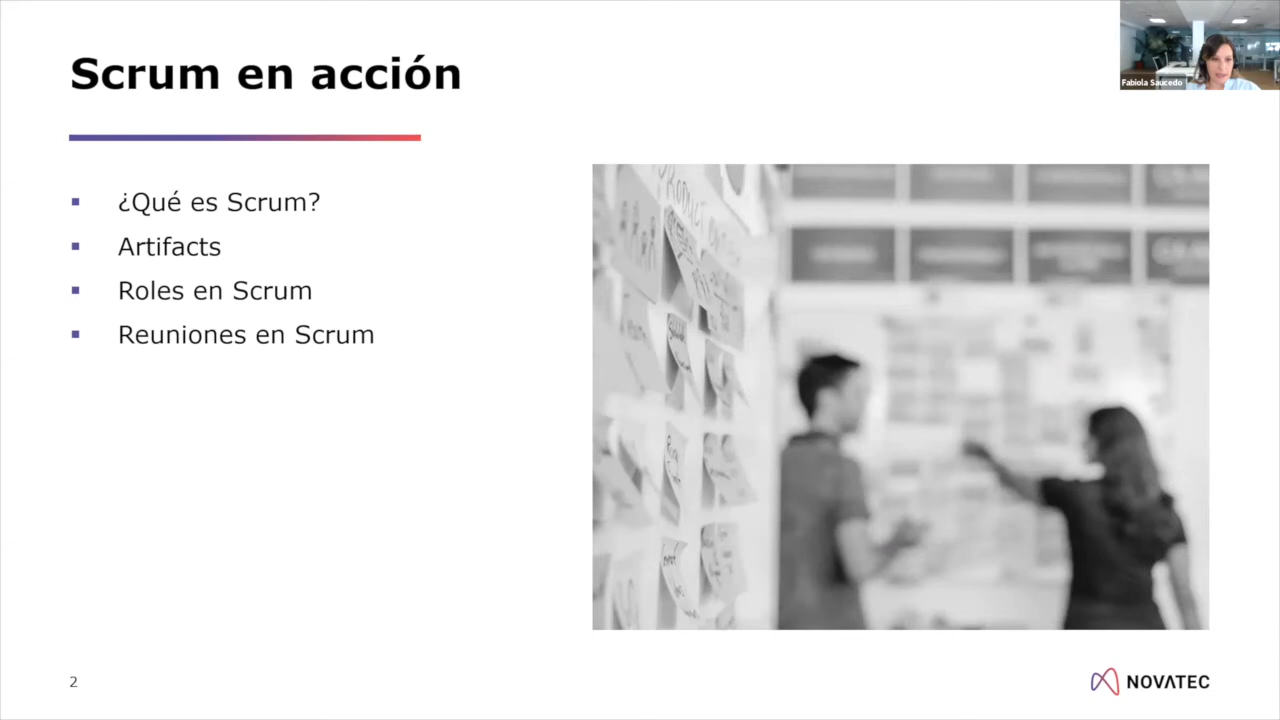 Scrum en acción
Fabiola Saucedo
¿Qué es Scrum?
Artifacts
Roles en Scrum
Reuniones en Scrum
2
NOVATEC